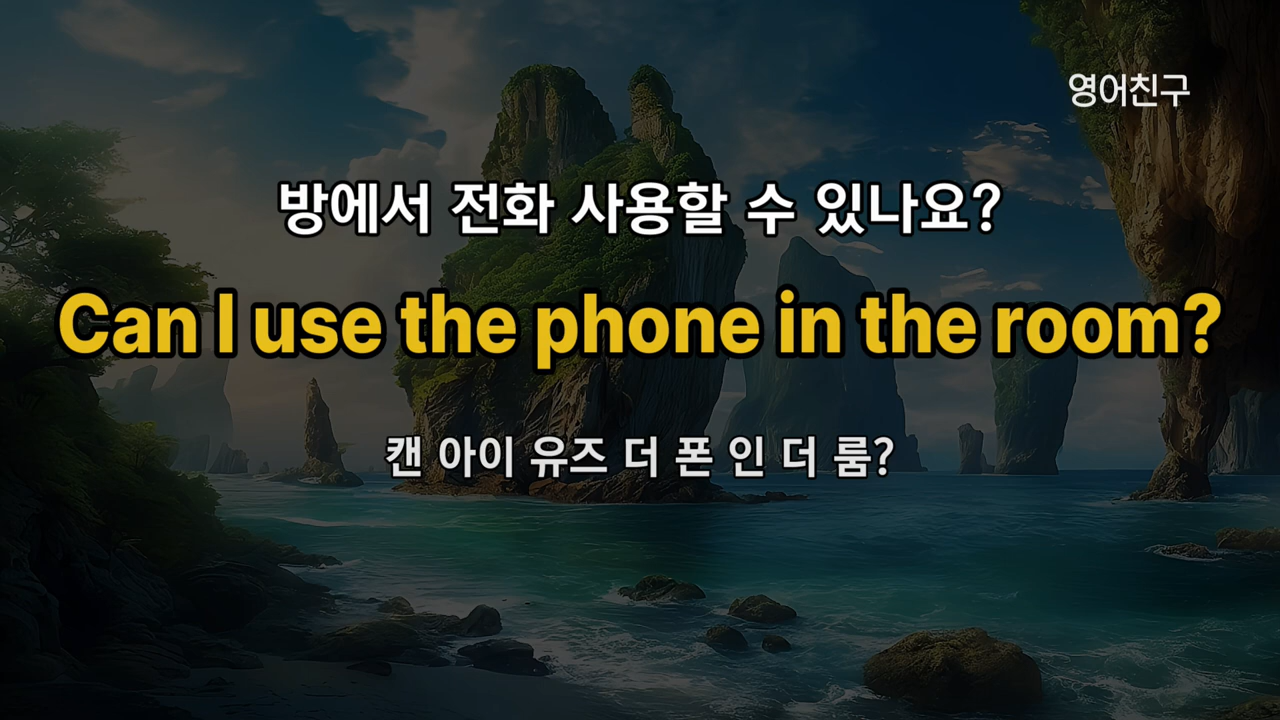 영어친구
방에서 전화 사용할 수 있나요?
Can I use the phone in the room?
캔 아이 유즈 더 폰 인 더 룸?